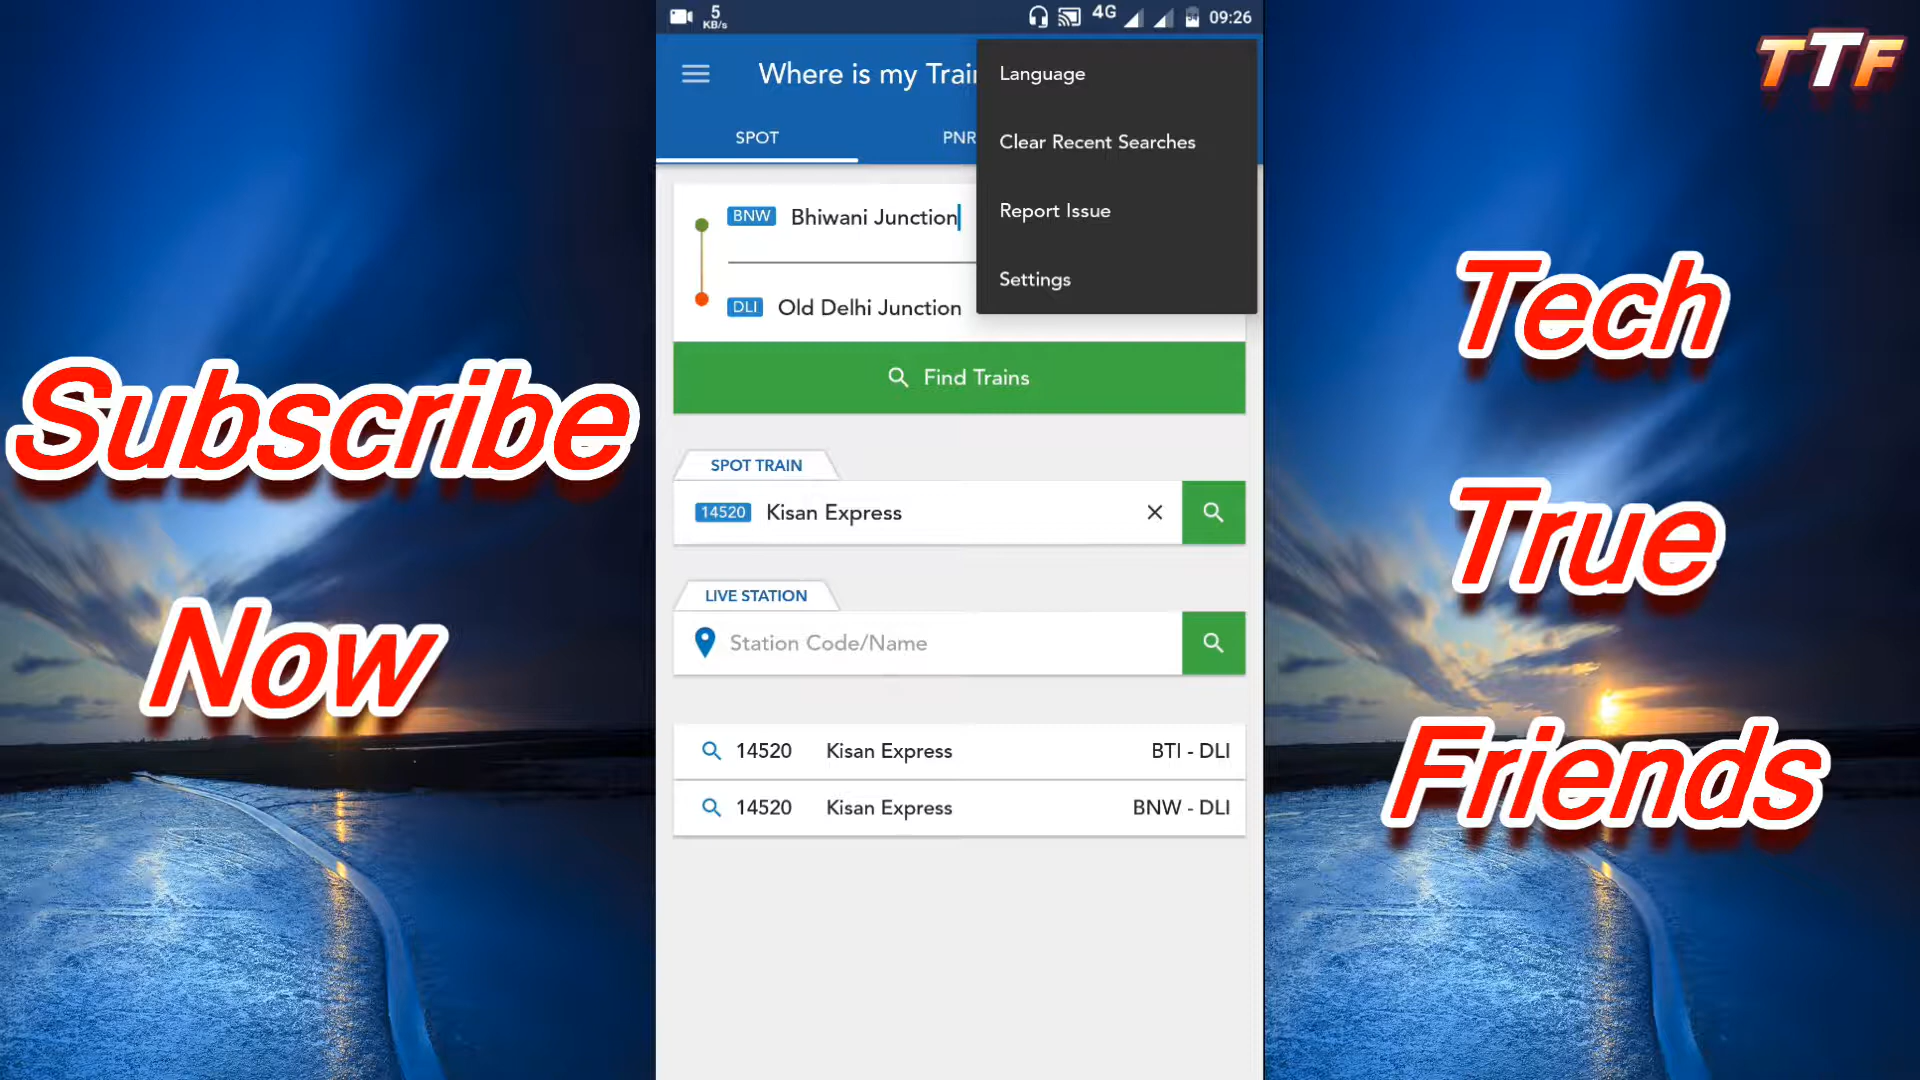 5
KB/s
4G
09:26
TTF
Where is my Trai
Language
SPOT
PNR
Clear Recent Searches
BNW Bhiwani Junction
Report Issue
Settings
DLI Old Delhi Junction
Find Trains
SPOT TRAIN
14520 Kisan Express
LIVE STATION
Station Code/Name
14520 Kisan Express BTI - DLI
14520 Kisan Express BNW - DLI
Subscribe
Now
Tech
True
Friends